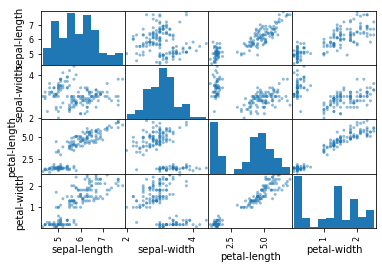 sepal-length
7
6
5
sepal-width
4
2
petal-length
5.0
2.5
petal-width
2
1
5
6
7
2
4
2.5
5.0
1
2
sepal-length
sepal-width
petal-length
petal-width